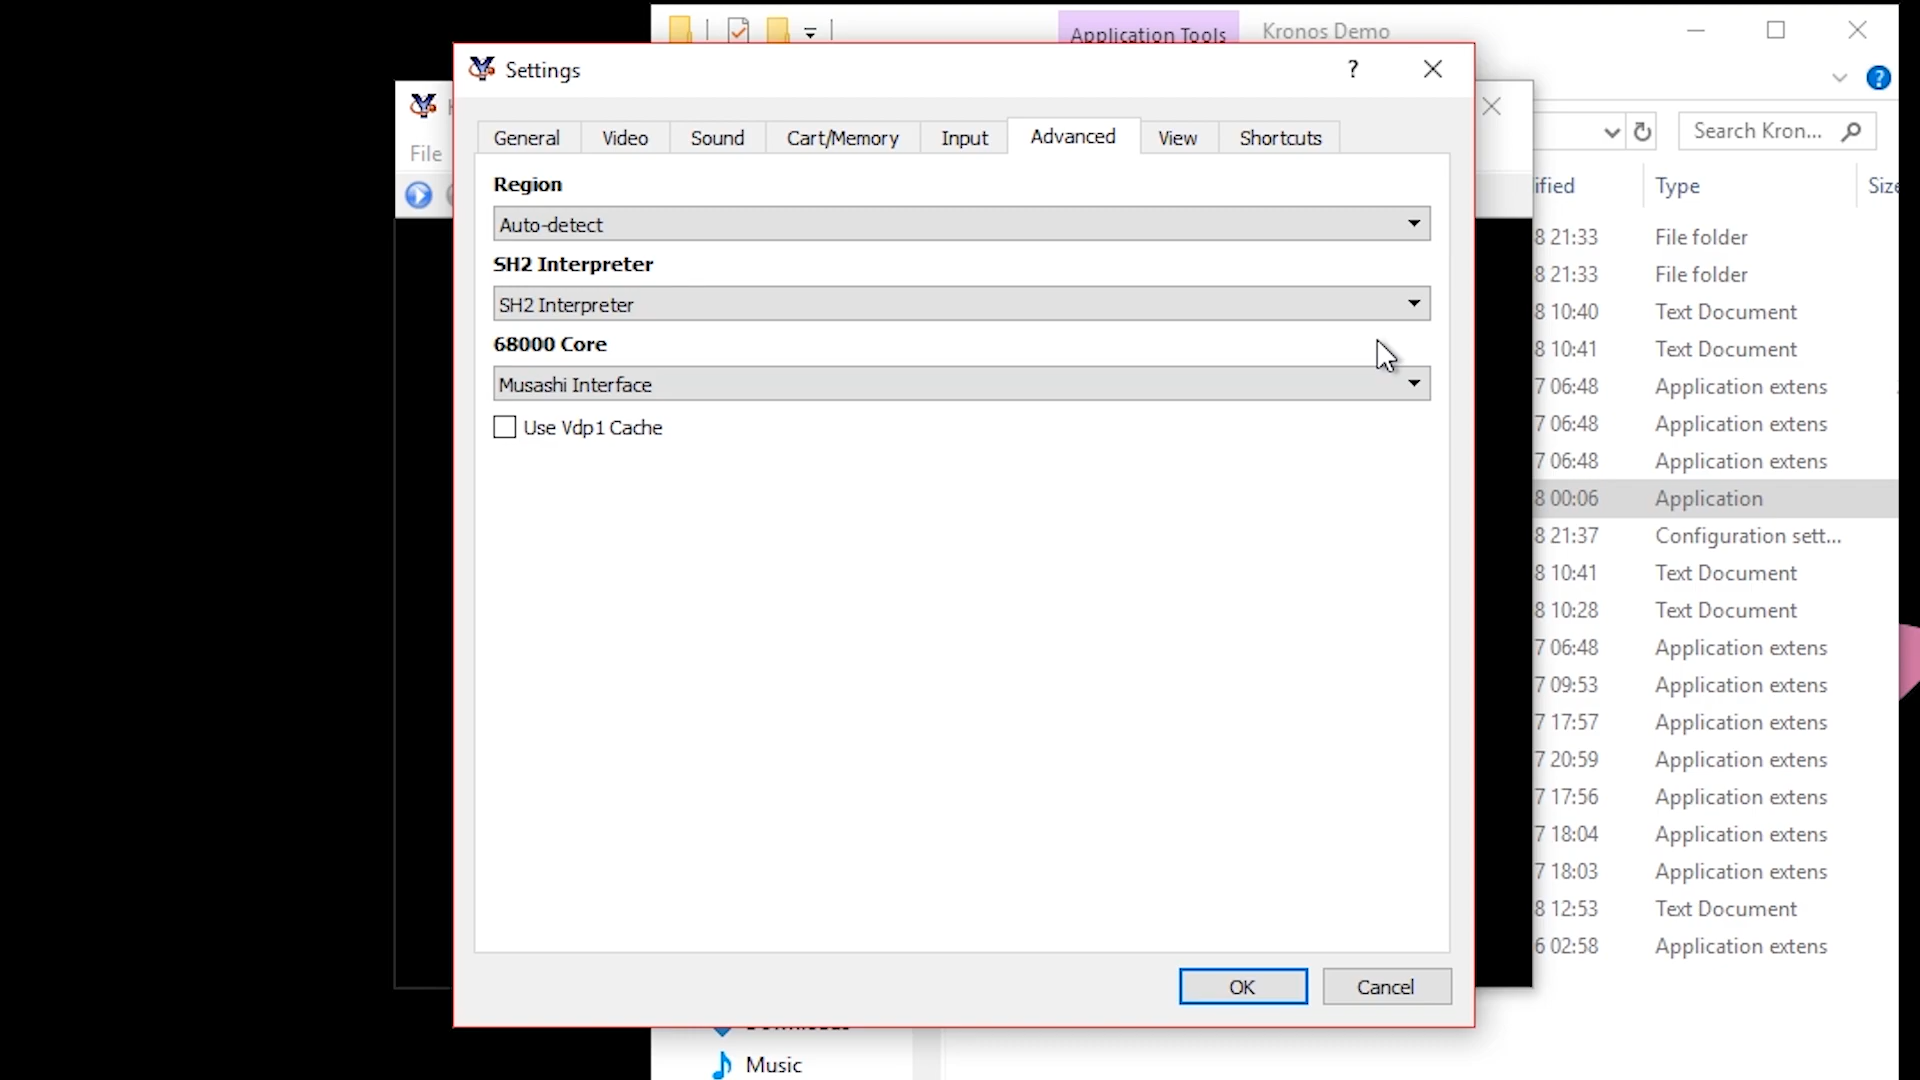 Application Tools
Kronos Demo
Settings
?
?
File
General
Video
Sound
Cart/Memory
Input
Advanced
View
Shortcuts
Search Kron...
Region
Auto-detect
SH2 Interpreter
SH2 Interpreter
68000 Core
Musashi Interface
Use Vdp1 Cache
OK
Cancel
ified Type Size
8 21:33 File folder
8 21:33 File folder
8 10:40 Text Document
8 10:41 Text Document
7 06:48 Application extens
7 06:48 Application extens
7 06:48 Application extens
8 00:06 Application
8 21:37 Configuration sett...
8 10:41 Text Document
8 10:28 Text Document
7 06:48 Application extens
7 09:53 Application extens
7 17:57 Application extens
7 20:59 Application extens
7 17:56 Application extens
7 18:04 Application extens
7 18:03 Application extens
8 12:53 Text Document
6 02:58 Application extens
Music